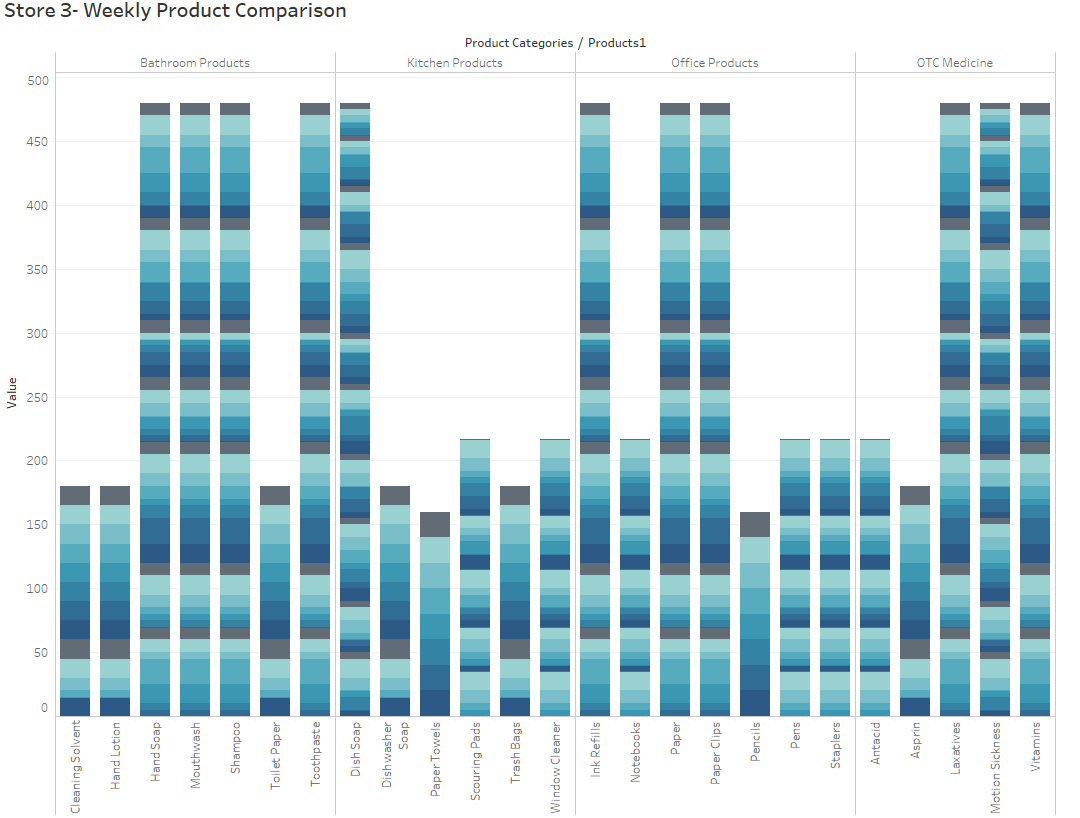 Store 3- Weekly Product Comparison
Product Categories / Products1
Bathroom Products
Kitchen Products
Office Products
OTC Medicine
500
450
400
350
300
250
200
150
100
50
0
Value
Cleaning Solvent
Hand Lotion
Hand Soap
Mouthwash
Shampoo
Toilet Paper
Toothpaste
Dish Soap
Dishwasher
Soap
Paper Towels
Scouring Pads
Trash Bags
Window Cleaner
Ink Refills
Notebooks
Paper
Paper Clips
Pencils
Pens
Staplers
Antacid
Asprin
Laxatives
Motion Sickness
Vitamins